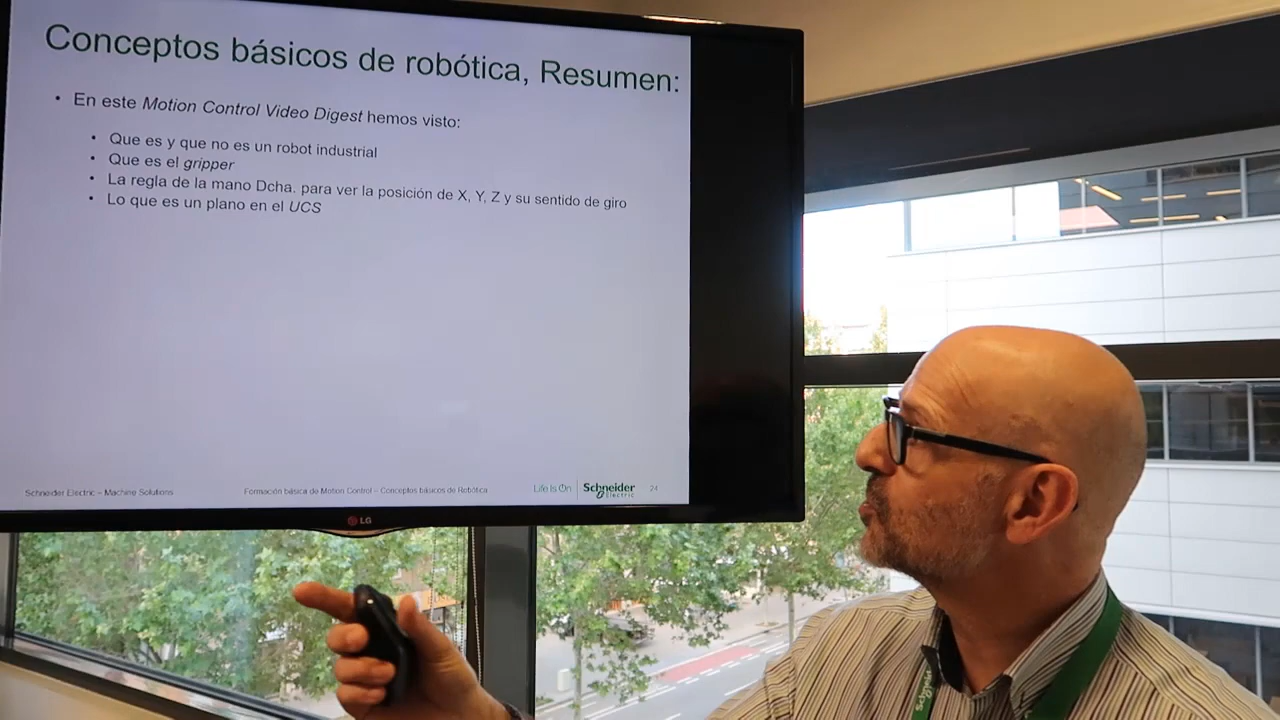 Conceptos básicos de robótica, Resumen:
• En este Motion Control Video Digest hemos visto:
• Que es y que no es un robot industrial
• Que es el gripper
• La regla de la mano Dcha. para ver la posición de X, Y, Z y su sentido de giro
• Lo que es un plano en el UCS
Schneider Electric – Machine Solutions
Formación básica de Motion Control – Conceptos básicos de Robótica
Life Is On
Schneider
Electric
24
LG
Schne